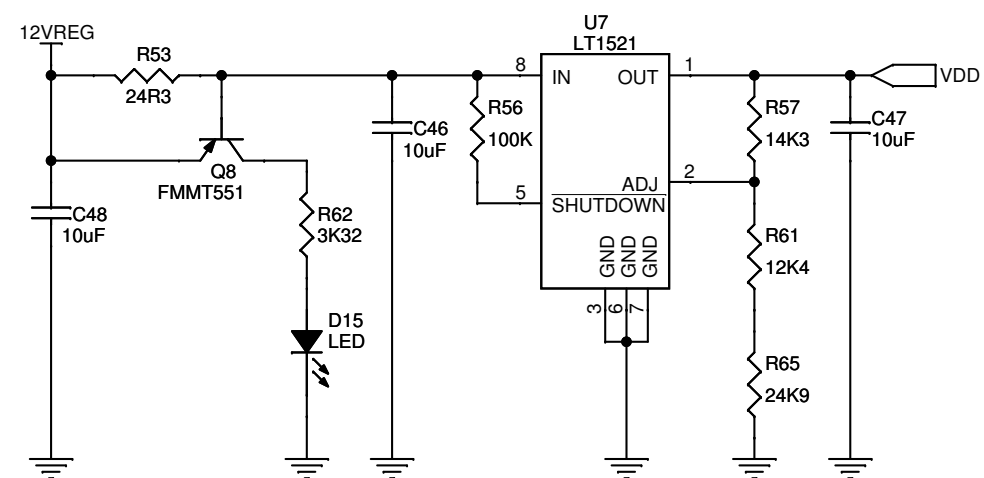 12VREG
R53
24R3
Q8
FMMT551
C48
10uF
R62
3K32
D15
LED
C46
10uF
R56
100K
U7
LT1521
8
IN
OUT
1
ADJ
2
5
SHUTDOWN
GND
GND
GND
3
6
7
R57
14K3
R61
12K4
R65
24K9
C47
10uF
VDD